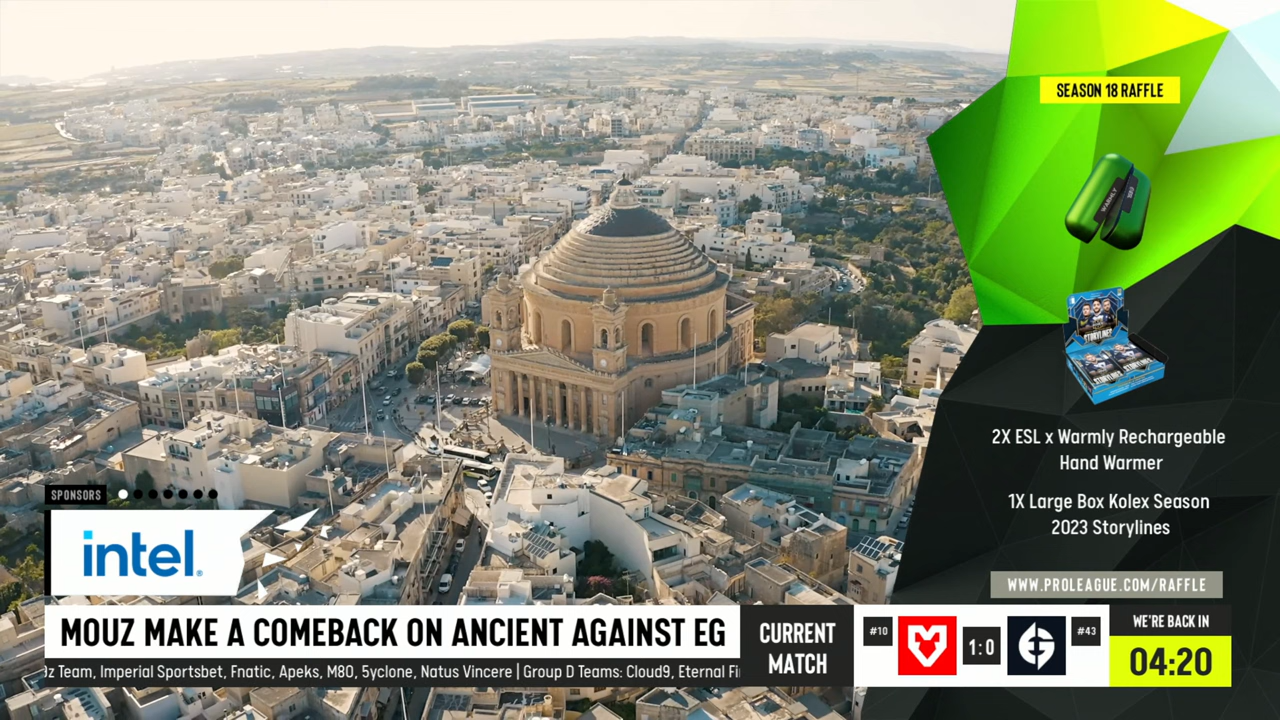 SEASON 18 RAFFLE
STORYLINES
2X ESL x Warmly Rechargeable
Hand Warmer
1X Large Box Kolex Season
2023 Storylines
WWW.PROLEAGUE.COM/RAFFLE
SPONSORS
intel.
MOUZ MAKE A COMEBACK ON ANCIENT AGAINST EG
Team, Imperial Sportsbet, Fnatic, Apeks, M80, 5yclone, Natus Vincere | Group D Teams: Cloud9, Eternal
CURRENT
MATCH
#10
1:0
#43
WE'RE BACK IN
04:20